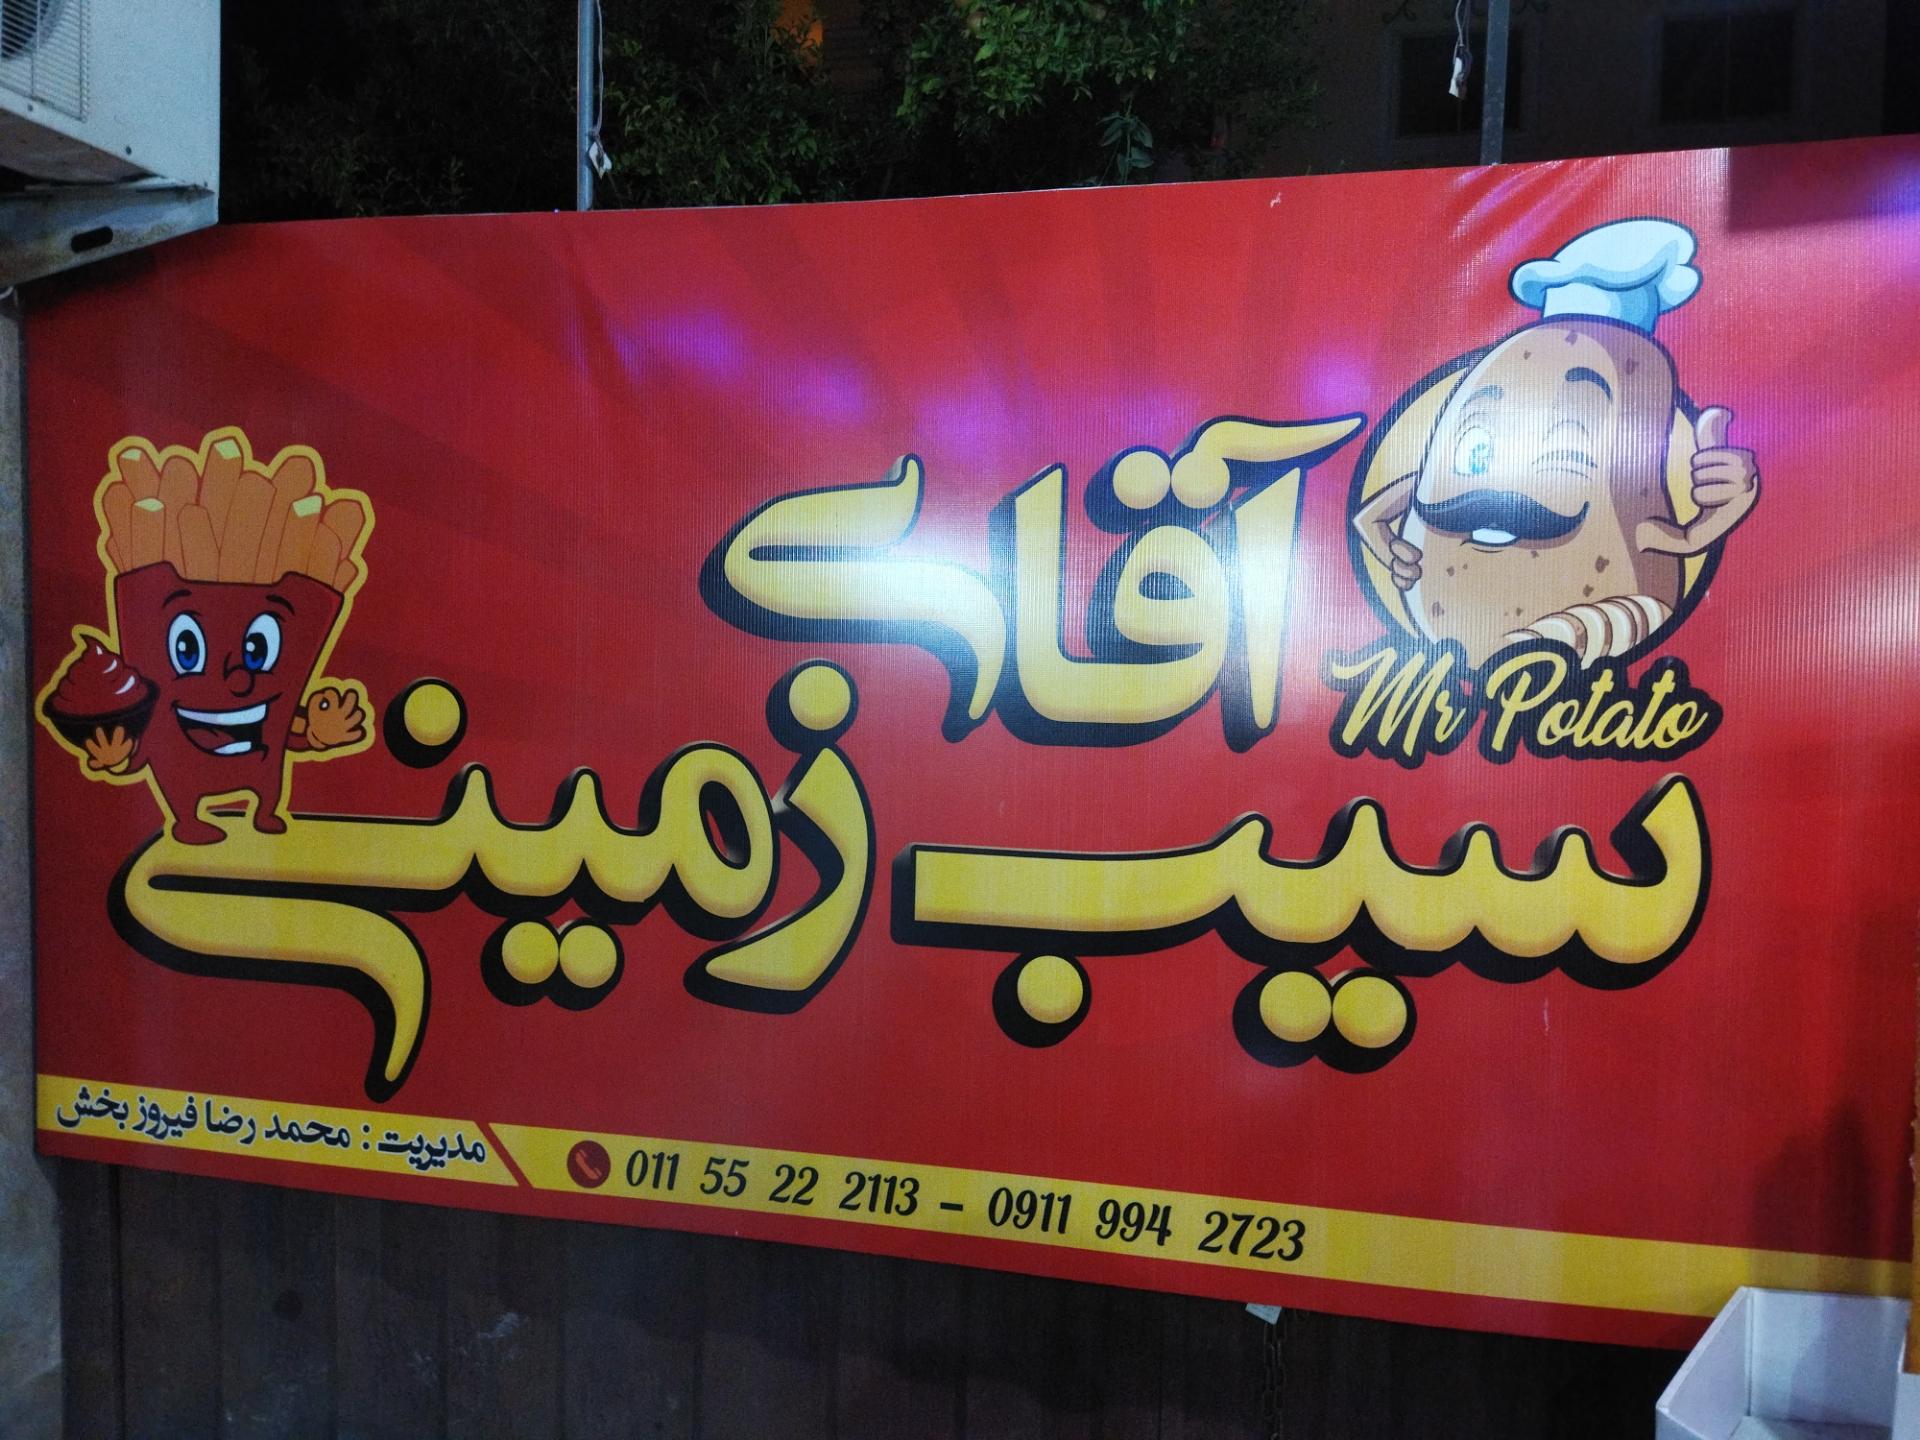 آقای
Mr Potato
سیب زمینی
مدیریت : محمد رضا فیروز بخش
011 55 22 2113 - 0911 994 2723